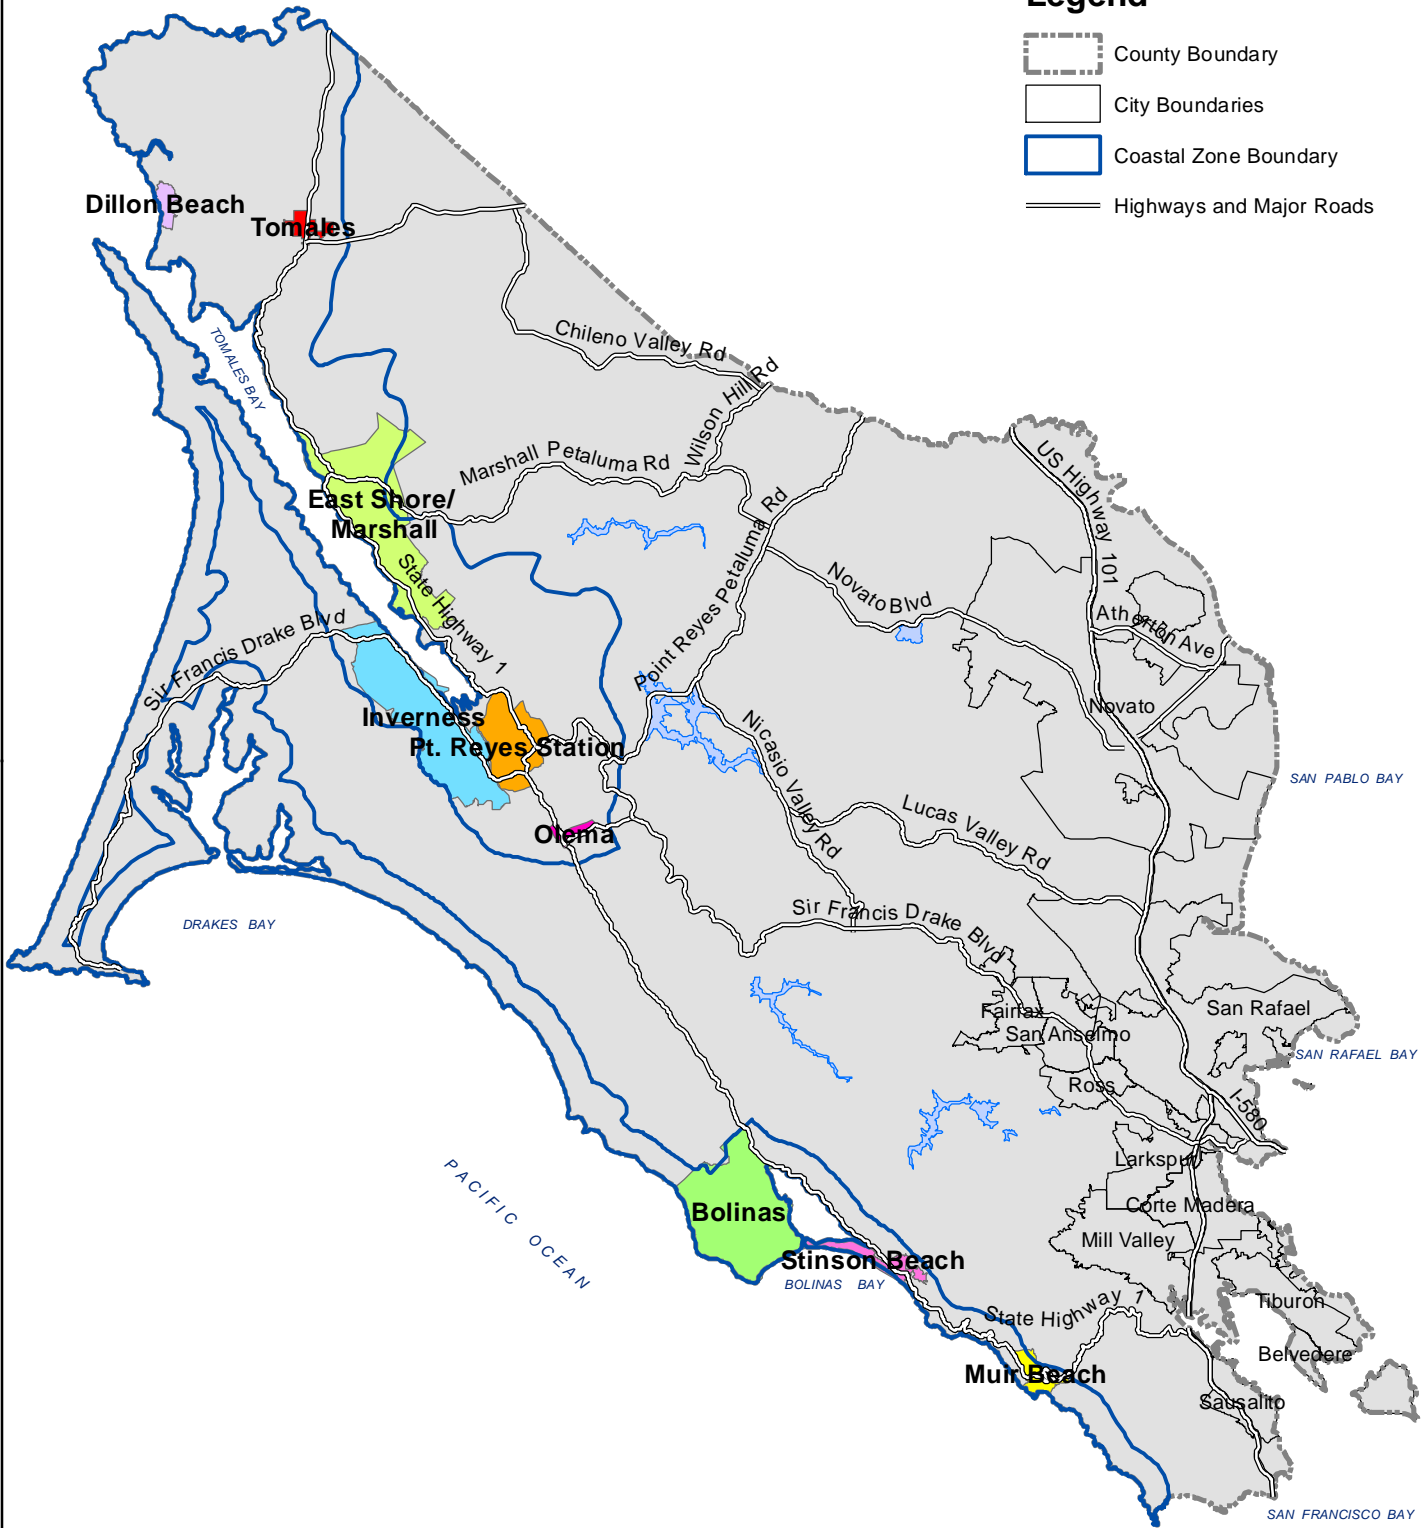 Legend
County Boundary
City Boundaries
Coastal Zone Boundary
Highways and Major Roads
Dillon Beach
Tomales
TOMALES BAY
Chileno Valley Rd
Wilson Hill Rd
Marshall Petaluma Rd
US Highway 101
East Shore/
Marshall
State Highway 1
Point Reyes Petaluma Rd
Novato Blvd
Atherton Ave
Sir Francis Drake Blvd
Inverness
Pt. Reyes Station
Novato
Nicasio Valley Rd
SAN PABLO BAY
Lucas Valley Rd
Olema
DRAKES BAY
Sir Francis Drake Blvd
Fairfax
San Anselmo
San Rafael
SAN RAFAEL BAY
Ross
I-580
Larkspur
PACIFIC OCEAN
Bolinas
Corte Madera
Mill Valley
Stinson Beach
BOLINAS BAY
State Highway 1
Tiburon
Belvedere
Muir Beach
Sausalito
SAN FRANCISCO BAY